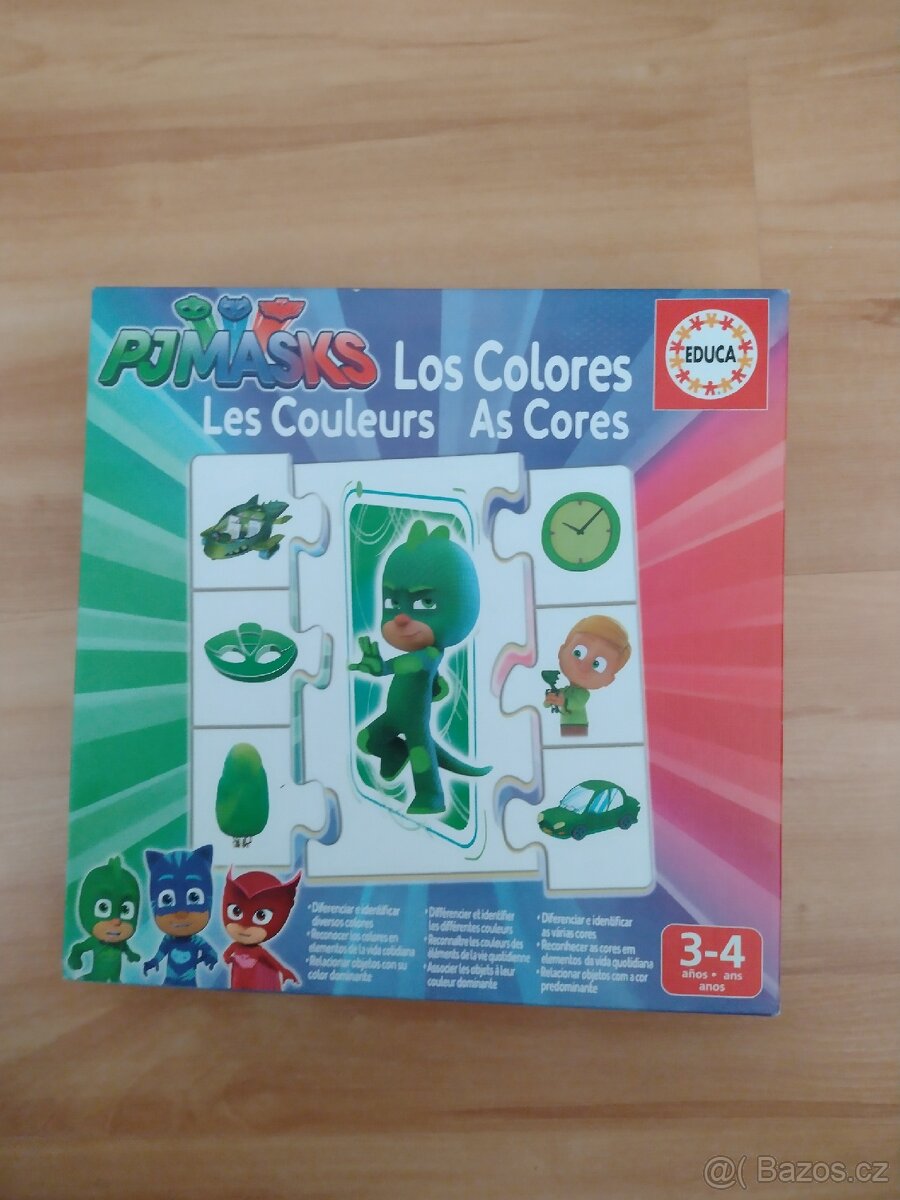 PJMASKS
Los Colores
Les Couleurs
As Cores
EDUCA
• Diferenciar e identificar
diversos colores
• Reconocer los colores en
elementos de la vida cotidiana
• Relacionar objetos con su
color dominante
• Différencier et identifier
les différentes couleurs
• Reconnaître les couleurs des
éléments de la vie quotidienne
• Associer les objets à leur
couleur dominante
• Diferenciar e identificar
as várias cores
• Reconhecer as cores em
elementos da vida quotidiana
• Relacionar objetos com a cor
predominante
3-4
años • ans
anos
@( Bazos.cz